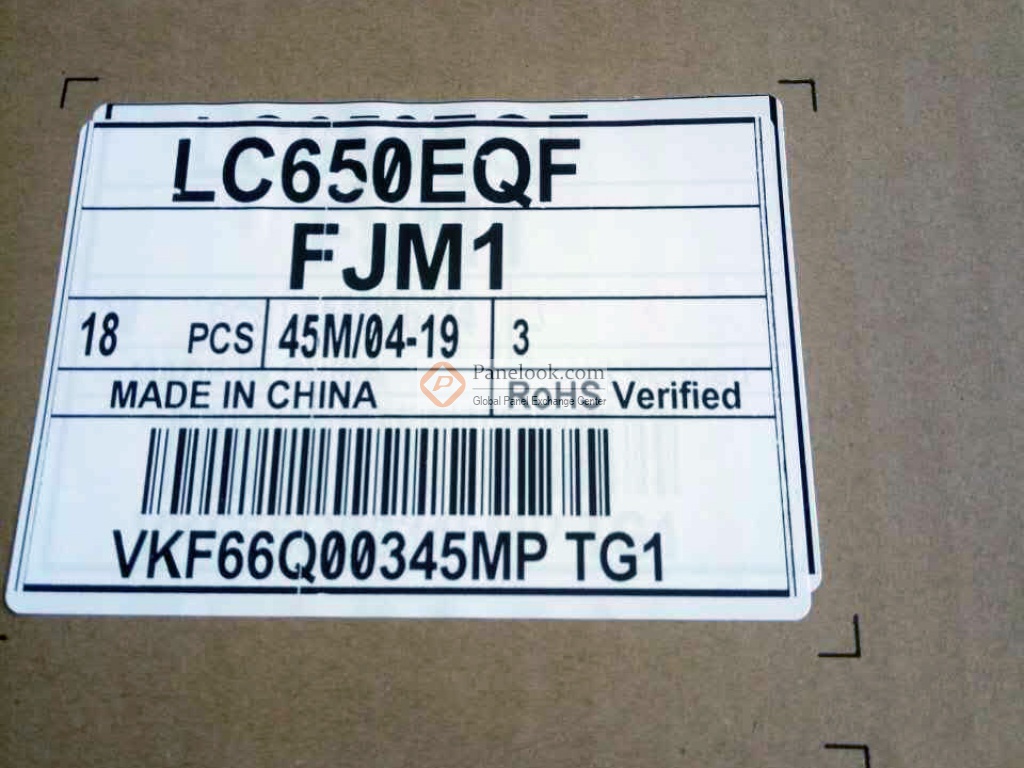 LC650EQF
FJM1
18 PCS 45M/04-19 3
MADE IN CHINA RoHS Verified
Panelook.com
Global Panel Exchange Center
VKF66Q00345MP TG1